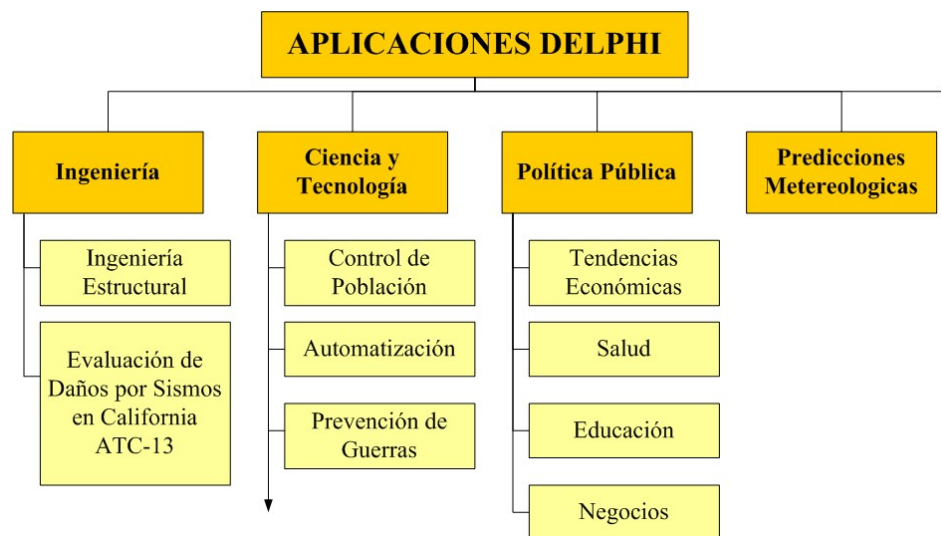 APLICACIONES DELPHI
Ingeniería
Ciencia y
Tecnología
Política Pública
Predicciones
Metereologicas
Ingeniería
Estructural
Evaluación de
Daños por Sismos
en California
ATC-13
Control de
Población
Automatización
Prevención de
Guerras
Tendencias
Económicas
Salud
Educación
Negocios